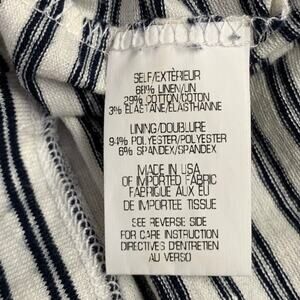 SELF/EXTÉRIEUR
68% LINEN/LIN
29% COTTON/COTON
3% ELASTANE/ELASTHANNE
LINING/DOUBLURE
94% POLYESTER/POLYESTER
6% SPANDEX/SPANDEX
MADE IN USA
OF IMPORTED FABRIC
FABRIQUE AUX EU
DE IMPORTEE TISSUE
SEE REVERSE SIDE
FOR CARE INSTRUCTION
DIRECTIVES D'ENTRETIEN
AU VERSO